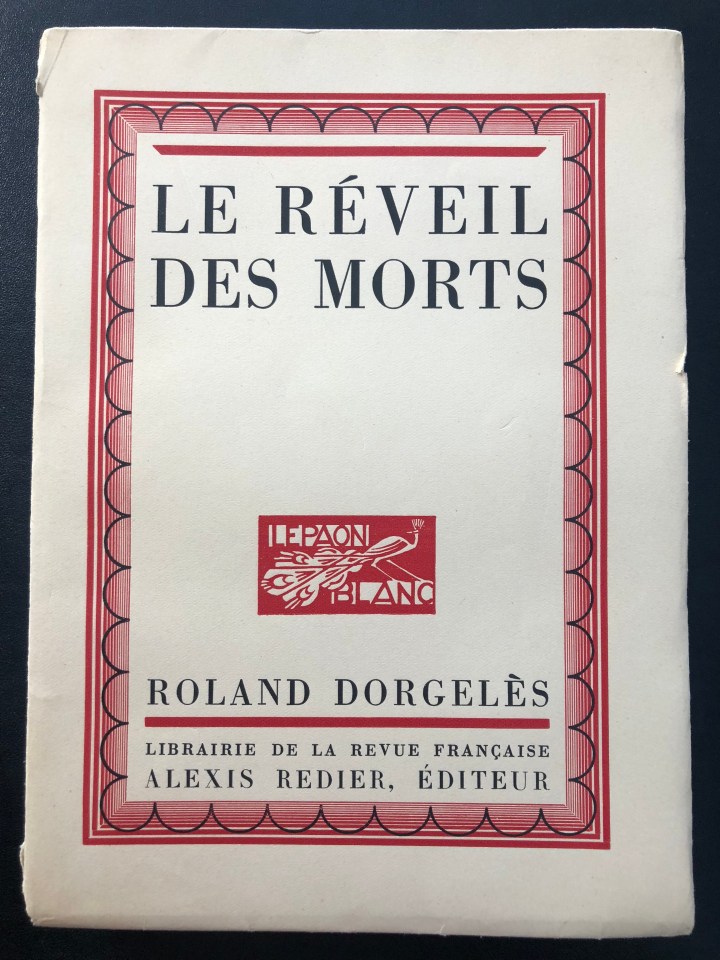 LE RÉVEIL
DES MORTS
LE PAON
BLANC
ROLAND DORGELÈS
LIBRAIRIE DE LA REVUE FRANÇAISE
ALEXIS REDIER, ÉDITEUR